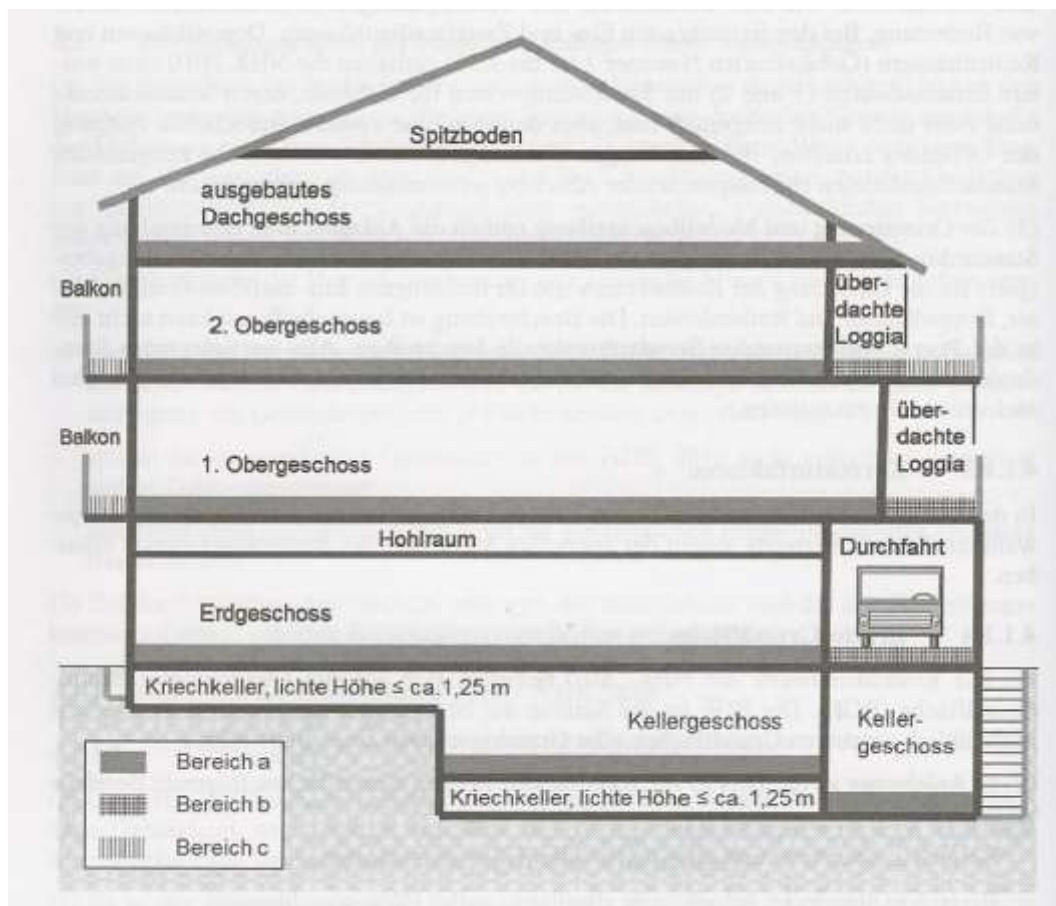 Spitzboden
ausgebautes
Dachgeschoss
Balkon
2. Obergeschoss
über-
dachte
Loggia
Balkon
1. Obergeschoss
über-
dachte
Loggia
Hohlraum
Durchfahrt
Erdgeschoss
Kriechkeller, lichte Höhe ≤ ca.1,25 m
Kellergeschoss
Keller-
geschoss
Kriechkeller, lichte Höhe ≤ ca. 1,25 m
Bereich a
Bereich b
Bereich c